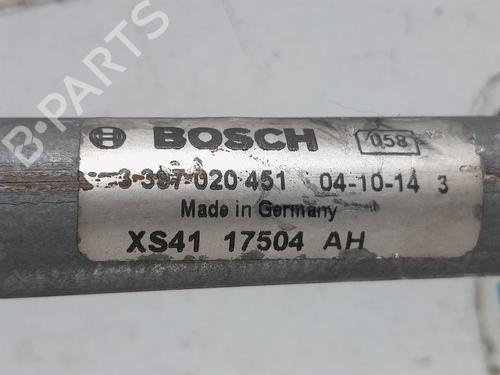 B-PARTS
BOSCH 058
3 397 020 451 04-10-14 3
Made in Germany
XS41 17504 AH